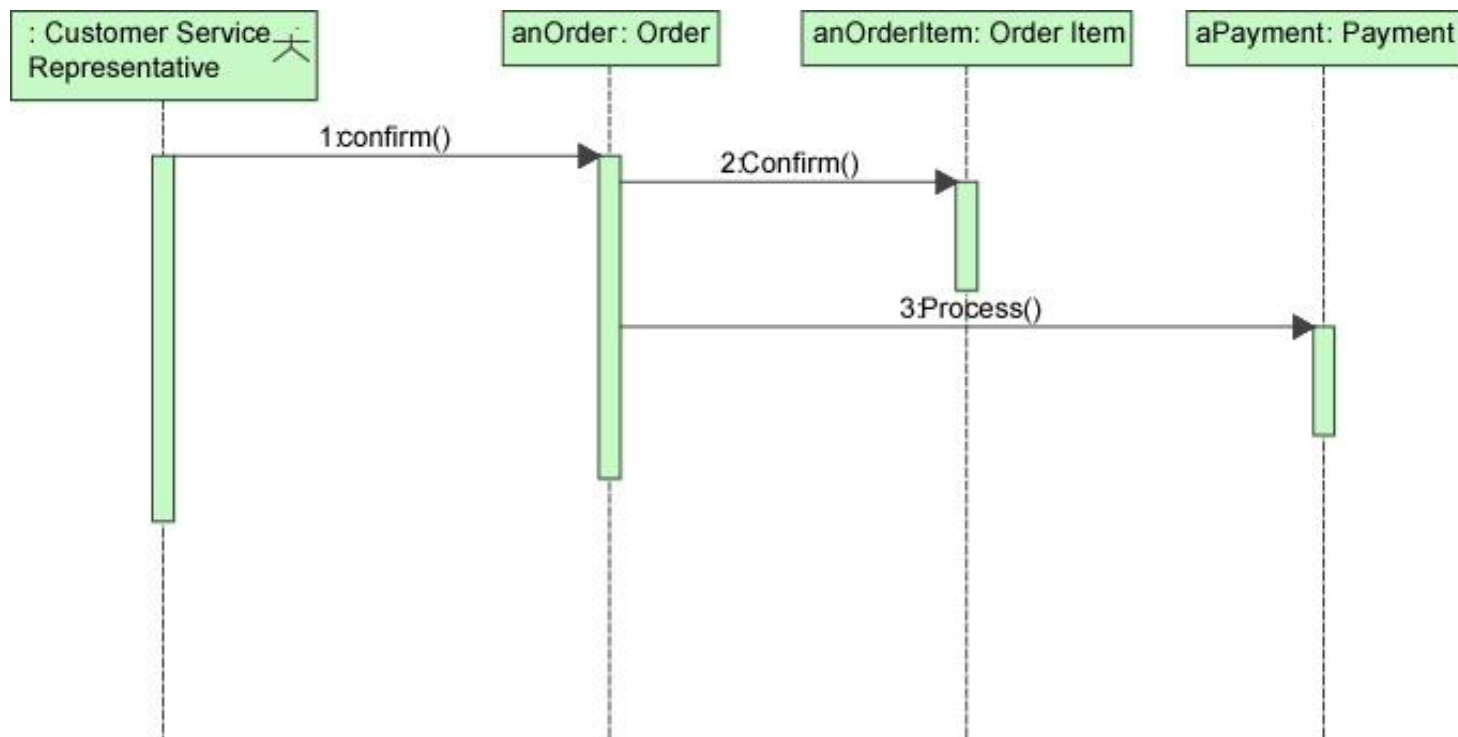 : Customer Service
Representative
anOrder: Order
anOrderItem: Order Item
aPayment: Payment
1:confirm()
2:Confirm()
3:Process()